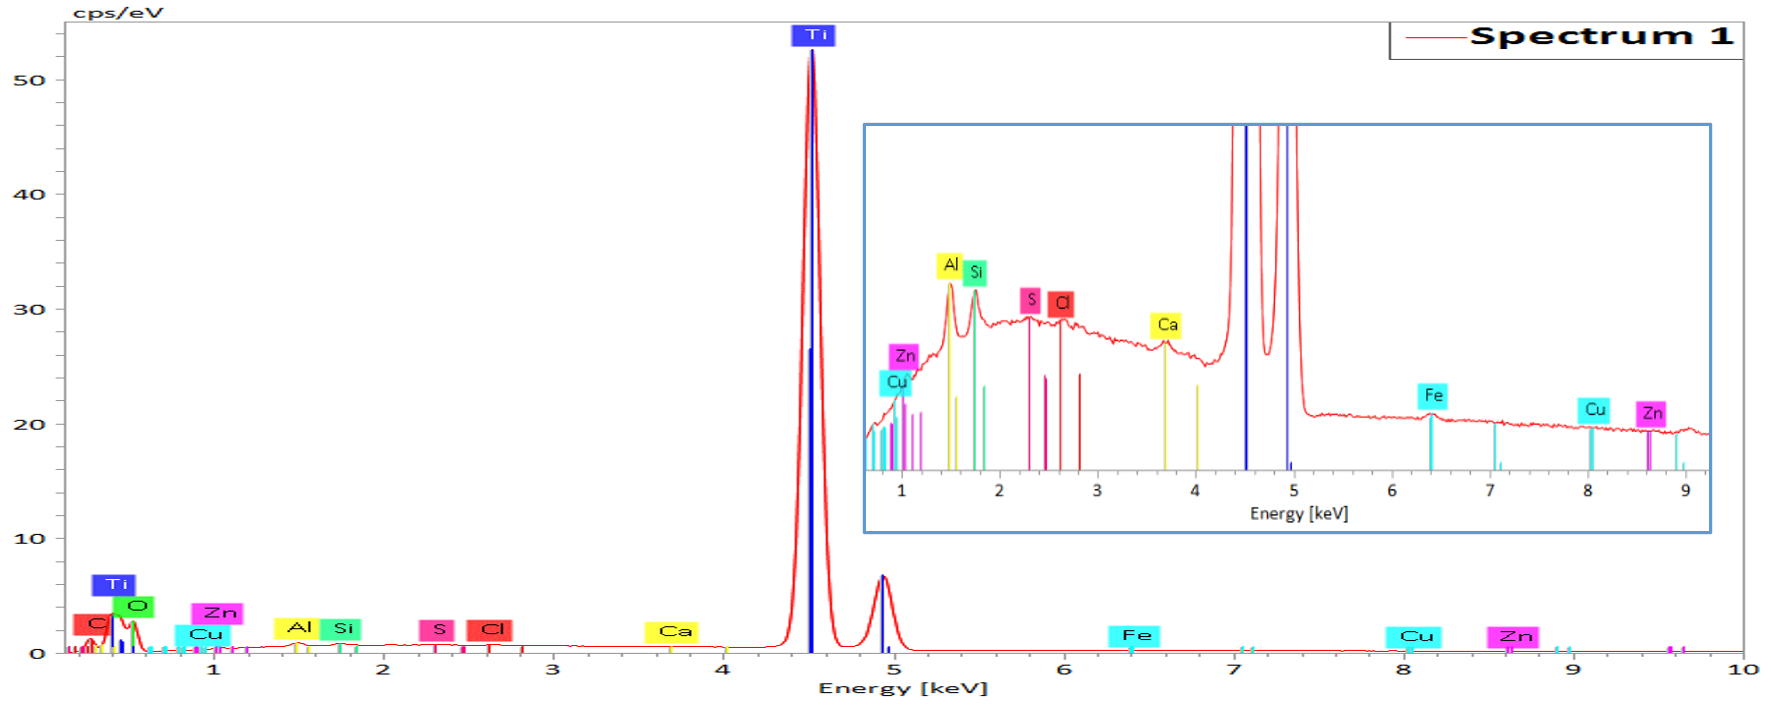 cps/eV
Ti
Spectrum 1
50
40
30
20
10
0
Ti
C
O
Zn
Cu
Al
Si
S
Cl
Ca
Fe
Cu
Zn
1 2 3 4 5 6 7 8 9 10
Energy [keV]
Al
Si
S
Cl
Ca
Zn
Cu
Fe
Cu
Zn
1 2 3 4 5 6 7 8 9
Energy [keV]